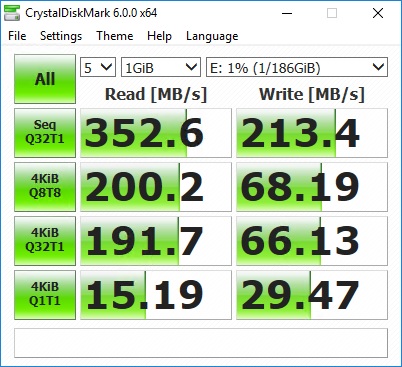 CrystalDiskMark 6.0.0 x64
File Settings Theme Help Language
All 5 1GiB E: 1% (1/186GiB)
Read [MB/s] Write [MB/s]
Seq Q32T1 352.6 213.4
4KiB Q8T8 200.2 68.19
4KiB Q32T1 191.7 66.13
4KiB Q1T1 15.19 29.47